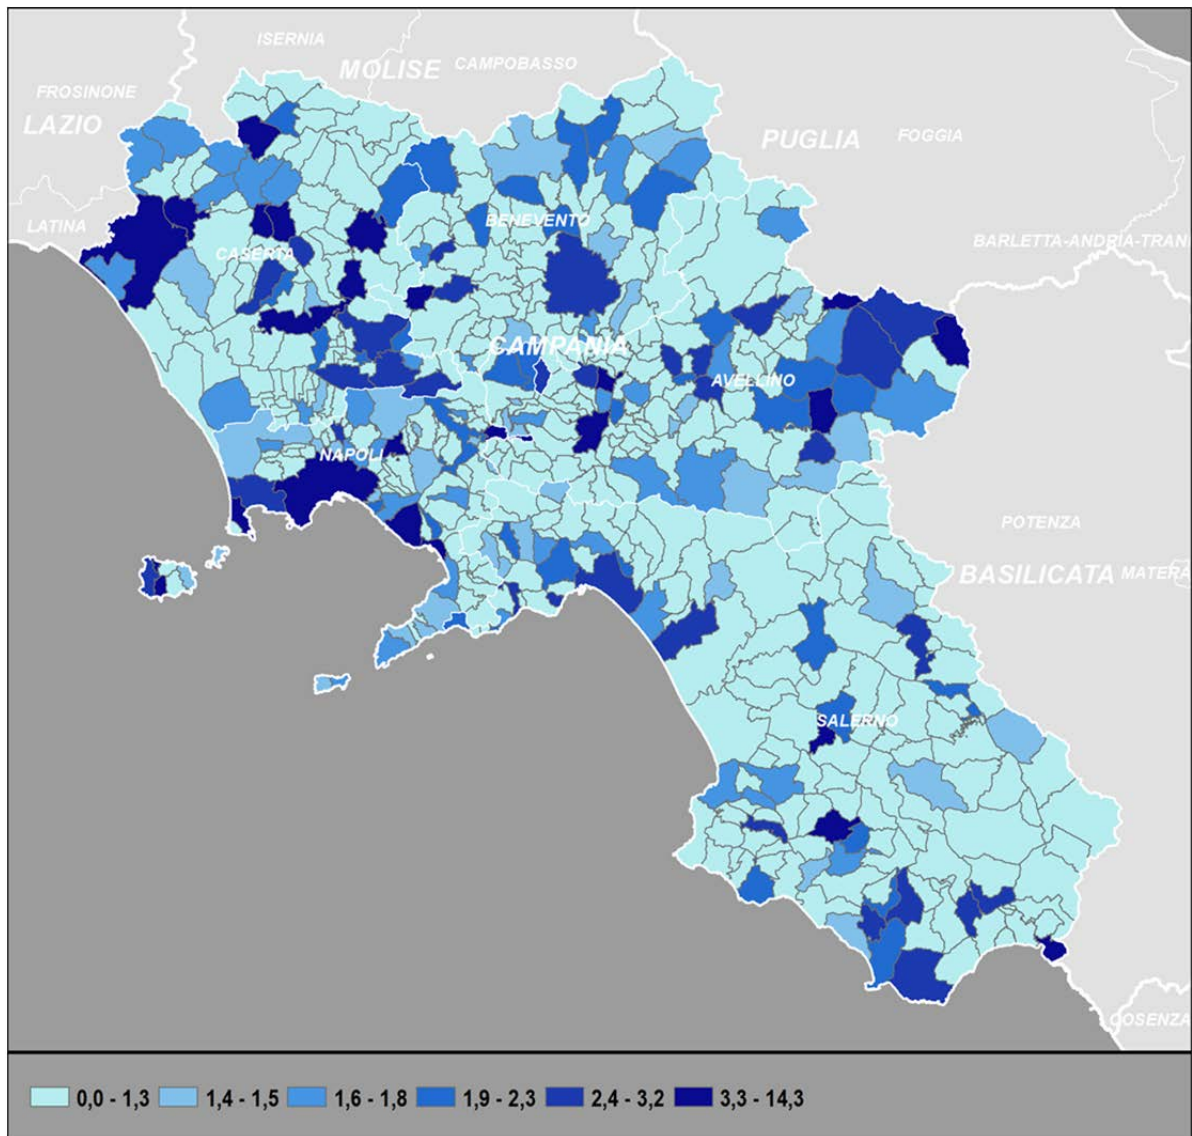 ISERNIA
MOLISE
CAMPOBASSO
FROSINONE
LAZIO
PUGLIA
FOGGIA
LATINA
BENEVENTO
CASERTA
BARLETTA-ANDRIA-TRANI
CAMPANIA
AVELLINO
NAPOLI
POTENZA
BASILICATA
MATERA
SALERNO
COSENZA
0,0 - 1,3
1,4 - 1,5
1,6 - 1,8
1,9 - 2,3
2,4 - 3,2
3,3 - 14,3